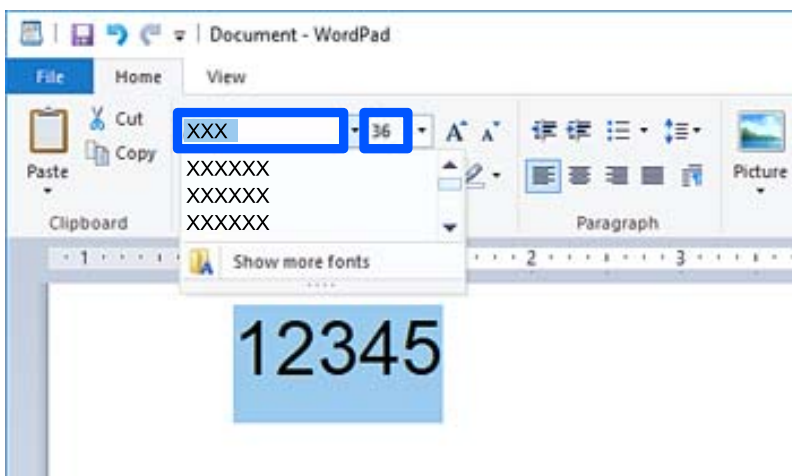 Document - WordPad
File Home View
Cut
Copy
Paste
Clipboard
XXX
36
A A
XXXXXX
XXXXXX
XXXXXX
Show more fonts
Paragraph
Picture
1 2 3
12345